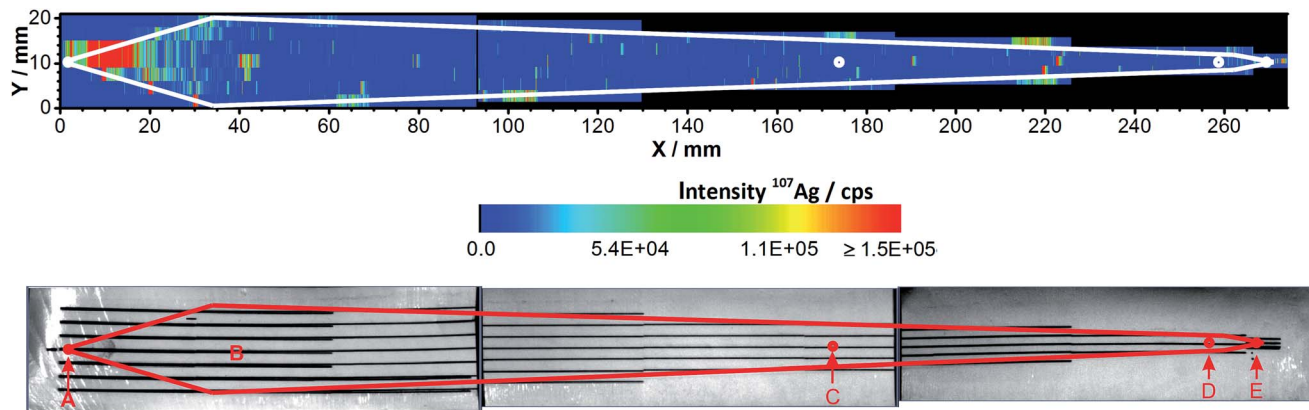 Y / mm
20
10
0
0 20 40 60 80 100 120 140 160 180 200 220 240 260
X / mm
Intensity ¹⁰⁷Ag / cps
0.0 5.4E+04 1.1E+05 ≥ 1.5E+05
B
A C D E